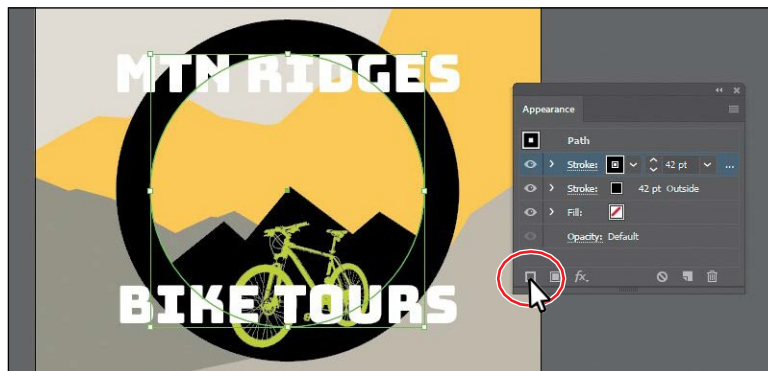 MTN RIDGES
BIKE TOURS
Appearance
Path
Stroke: 42 pt ...
Stroke: 42 pt Outside
Fill:
Opacity: Default
fx.